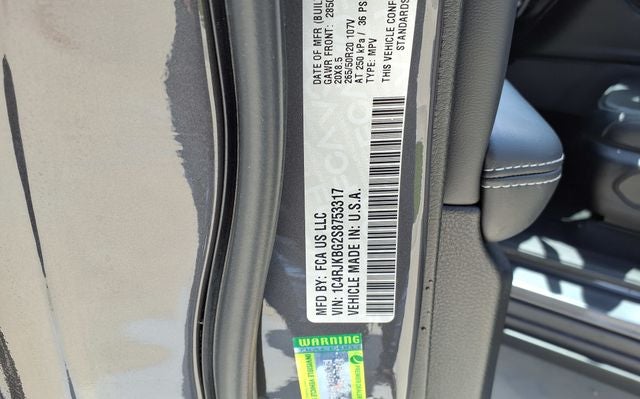 DATE OF MFR (BUIL
GAWR FRONT: 2850
20X8.5
265/50R20 107V
AT 250 kPa / 36 PS
TYPE: MPV
THIS VEHICLE CONF
STANDARDS
MFD BY: FCA US LLC
VIN: 1C4RJKBG2S8753317
VEHICLE MADE IN: U.S.A.
WARNING